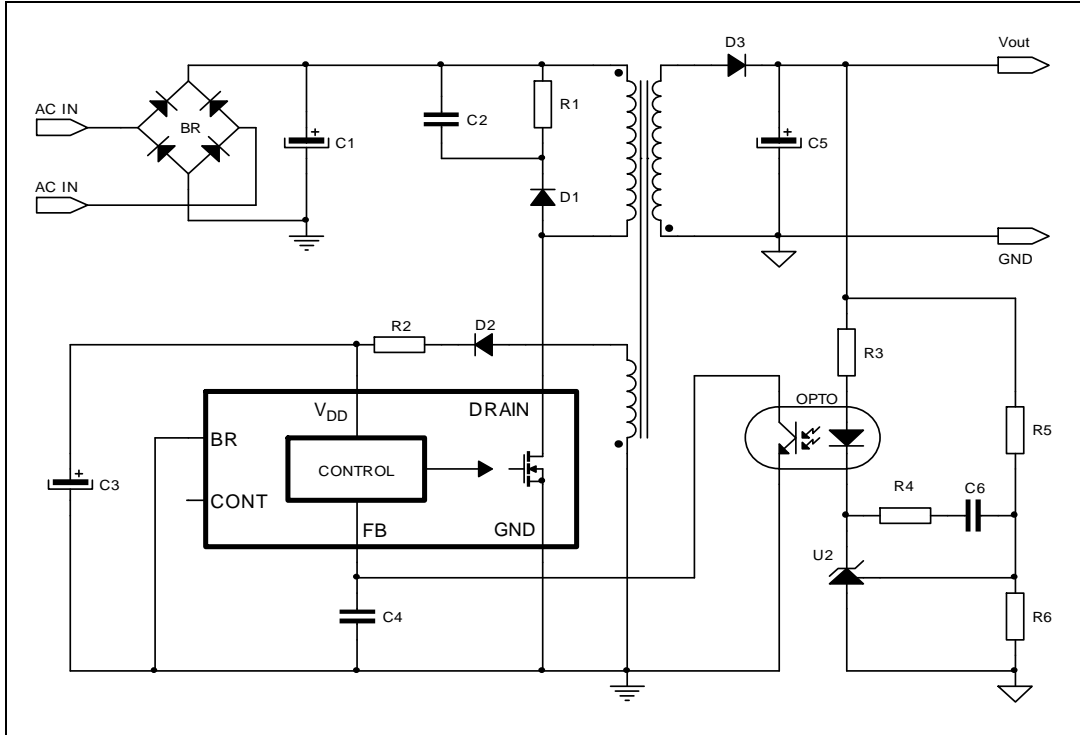 D3
Vout
AC IN
BR
R1
C2
C1
C5
AC IN
D1
GND
R2
D2
R3
OPTO
VDD
DRAIN
BR
R5
CONTROL
C3
CONT
R4
C6
FB
GND
U2
C4
R6
+
+
+